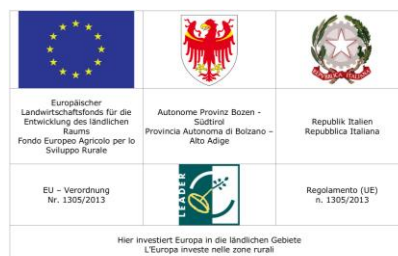 Europäischer
Landwirtschaftsfonds für die
Entwicklung des ländlichen
Raums
Fondo Europeo Agricolo per lo
Sviluppo Rurale
Autonome Provinz Bozen -
Südtirol
Provincia Autonoma di Bolzano –
Alto Adige
Republik Italien
Repubblica Italiana
EU – Verordnung
Nr. 1305/2013
LEADER
Regolamento (UE)
n. 1305/2013
Hier investiert Europa in die ländlichen Gebiete
L'Europa investe nelle zone rurali